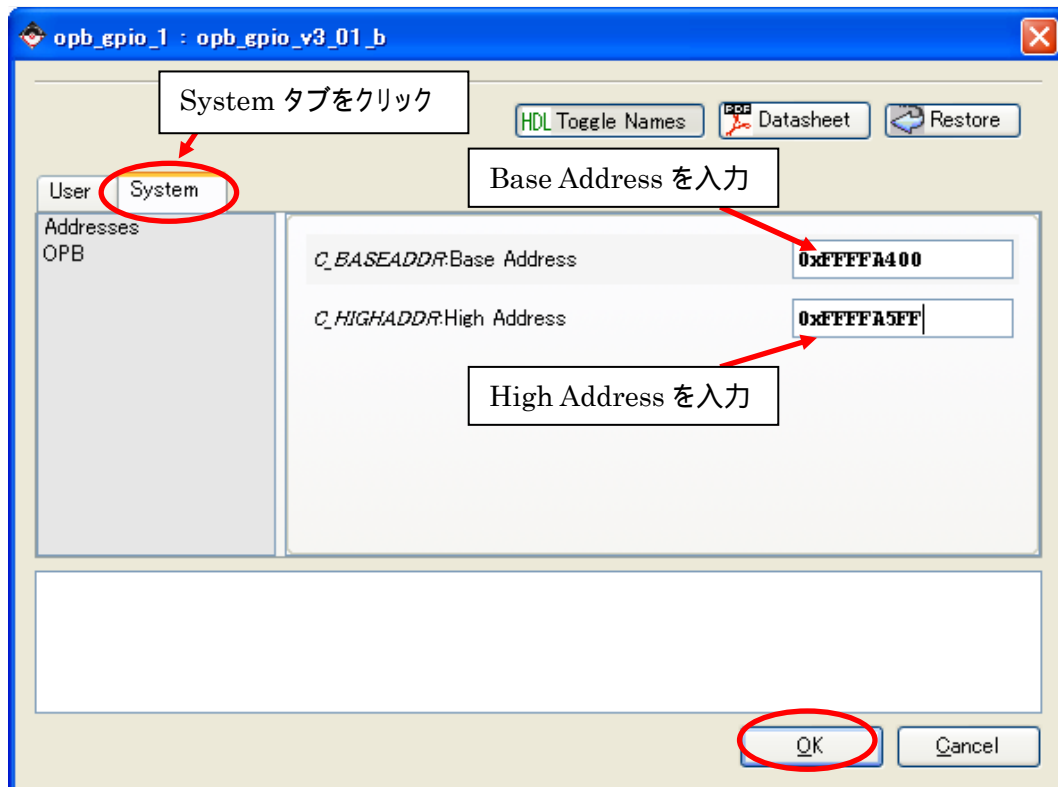 opb_gpio_1 : opb_gpio_v3_01_b
System タブをクリック
HDL Toggle Names
PDF Datasheet
Restore
Base Address を入力
User
System
Addresses
OPB
C_BASEADDR:Base Address
0xFFFFA400
C_HIGHADDR:High Address
0xFFFFA5FF
High Address を入力
OK
Cancel